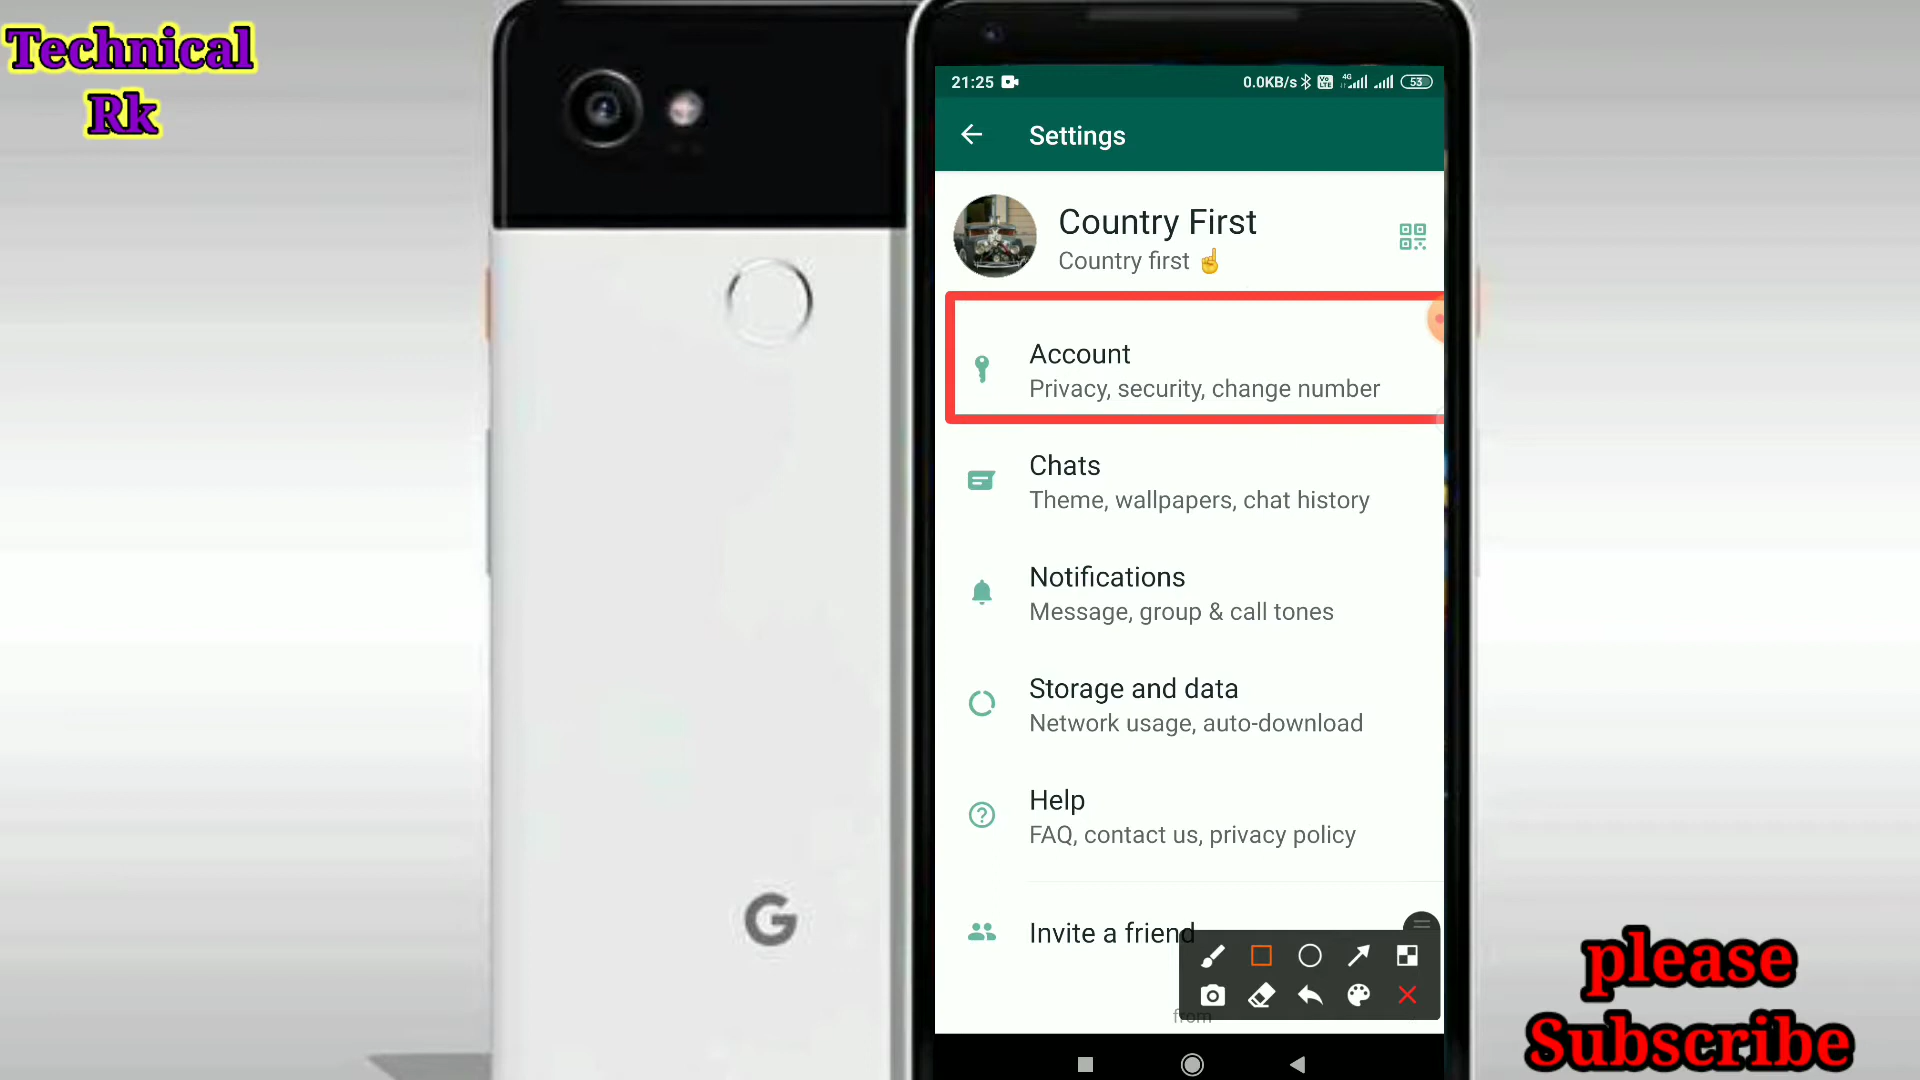 Technical
Rk
21:25
0.0KB/s
4G
53
Settings
Country First
Country first ☝
Account
Privacy, security, change number
Chats
Theme, wallpapers, chat history
Notifications
Message, group & call tones
Storage and data
Network usage, auto-download
Help
FAQ, contact us, privacy policy
Invite a friend
from
G
please
Subscribe